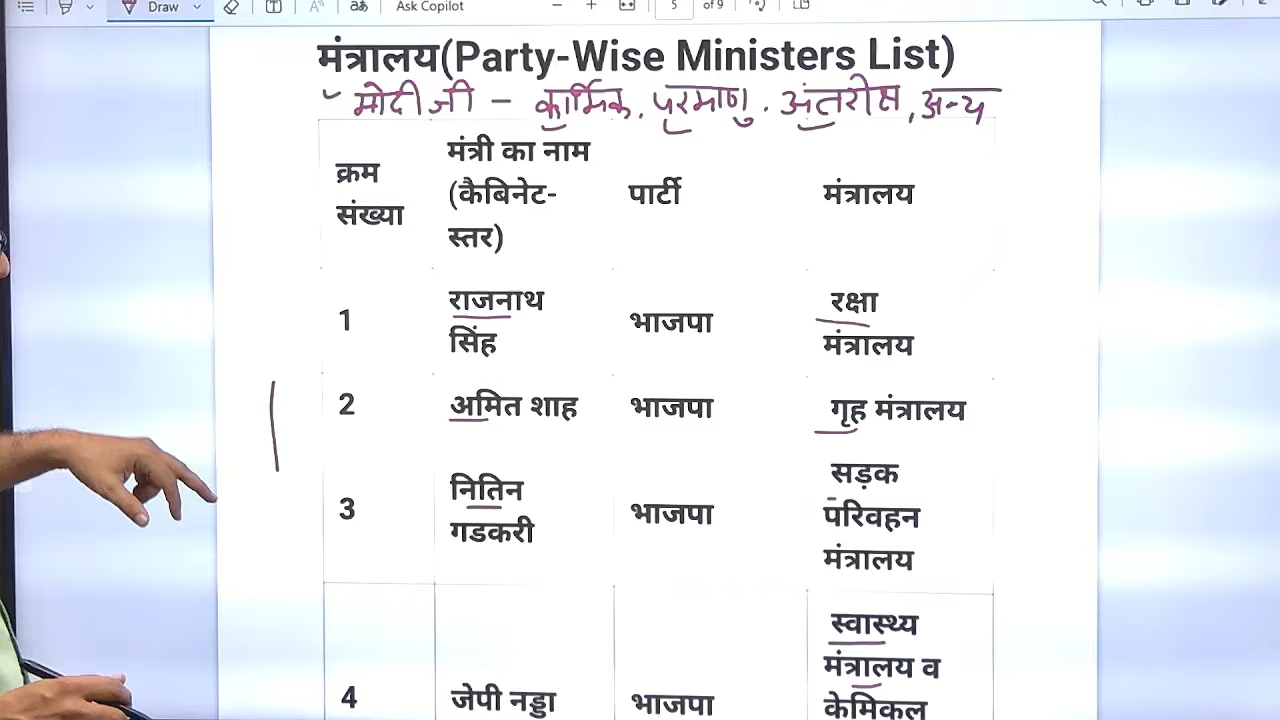 Draw
Ask Copilot
5 of 9
मंत्रालय(Party-Wise Ministers List)
मोदी जी - कार्मिक, परमाणु, अंतरीक्ष, अन्य
क्रम संख्या
मंत्री का नाम
(कैबिनेट-
स्तर)
पार्टी
मंत्रालय
1
राजनाथ
सिंह
भाजपा
रक्षा
मंत्रालय
2
अमित शाह
भाजपा
गृह मंत्रालय
3
नितिन
गडकरी
भाजपा
सड़क
परिवहन
मंत्रालय
4
जेपी नड्डा
भाजपा
स्वास्थ्य
मंत्रालय व
केमिकल